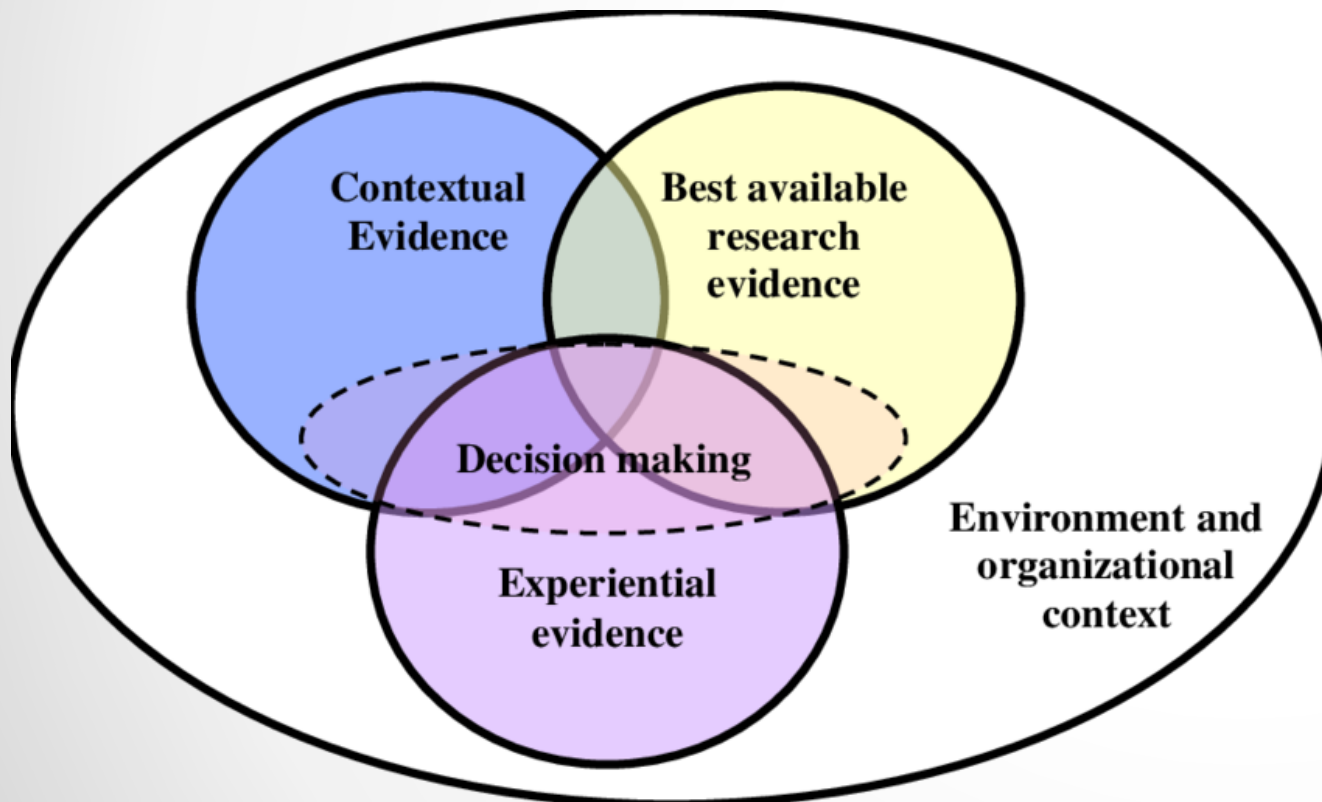 Contextual
Evidence
Best available
research
evidence
Decision making
Experiential
evidence
Environment and
organizational
context